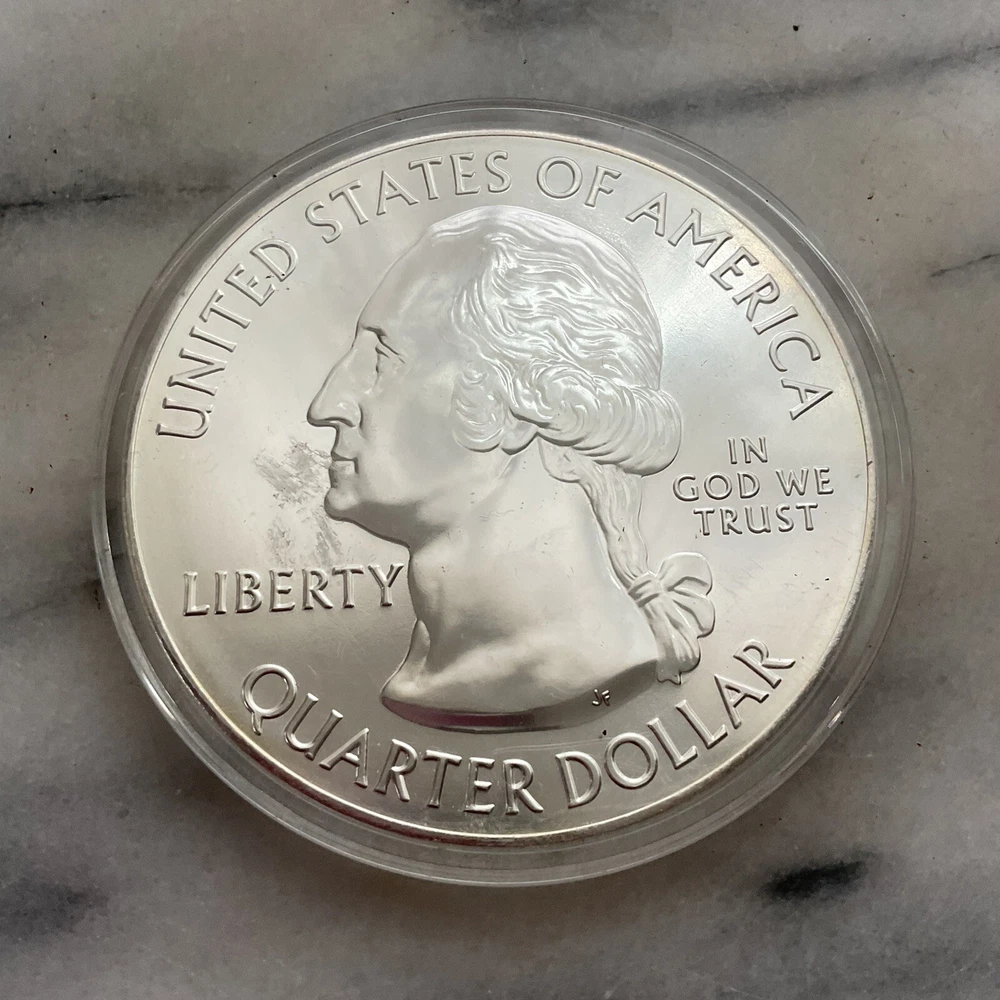 UNITED STATES OF AMERICA
IN
GOD WE
TRUST
LIBERTY
JF
QUARTER DOLLAR